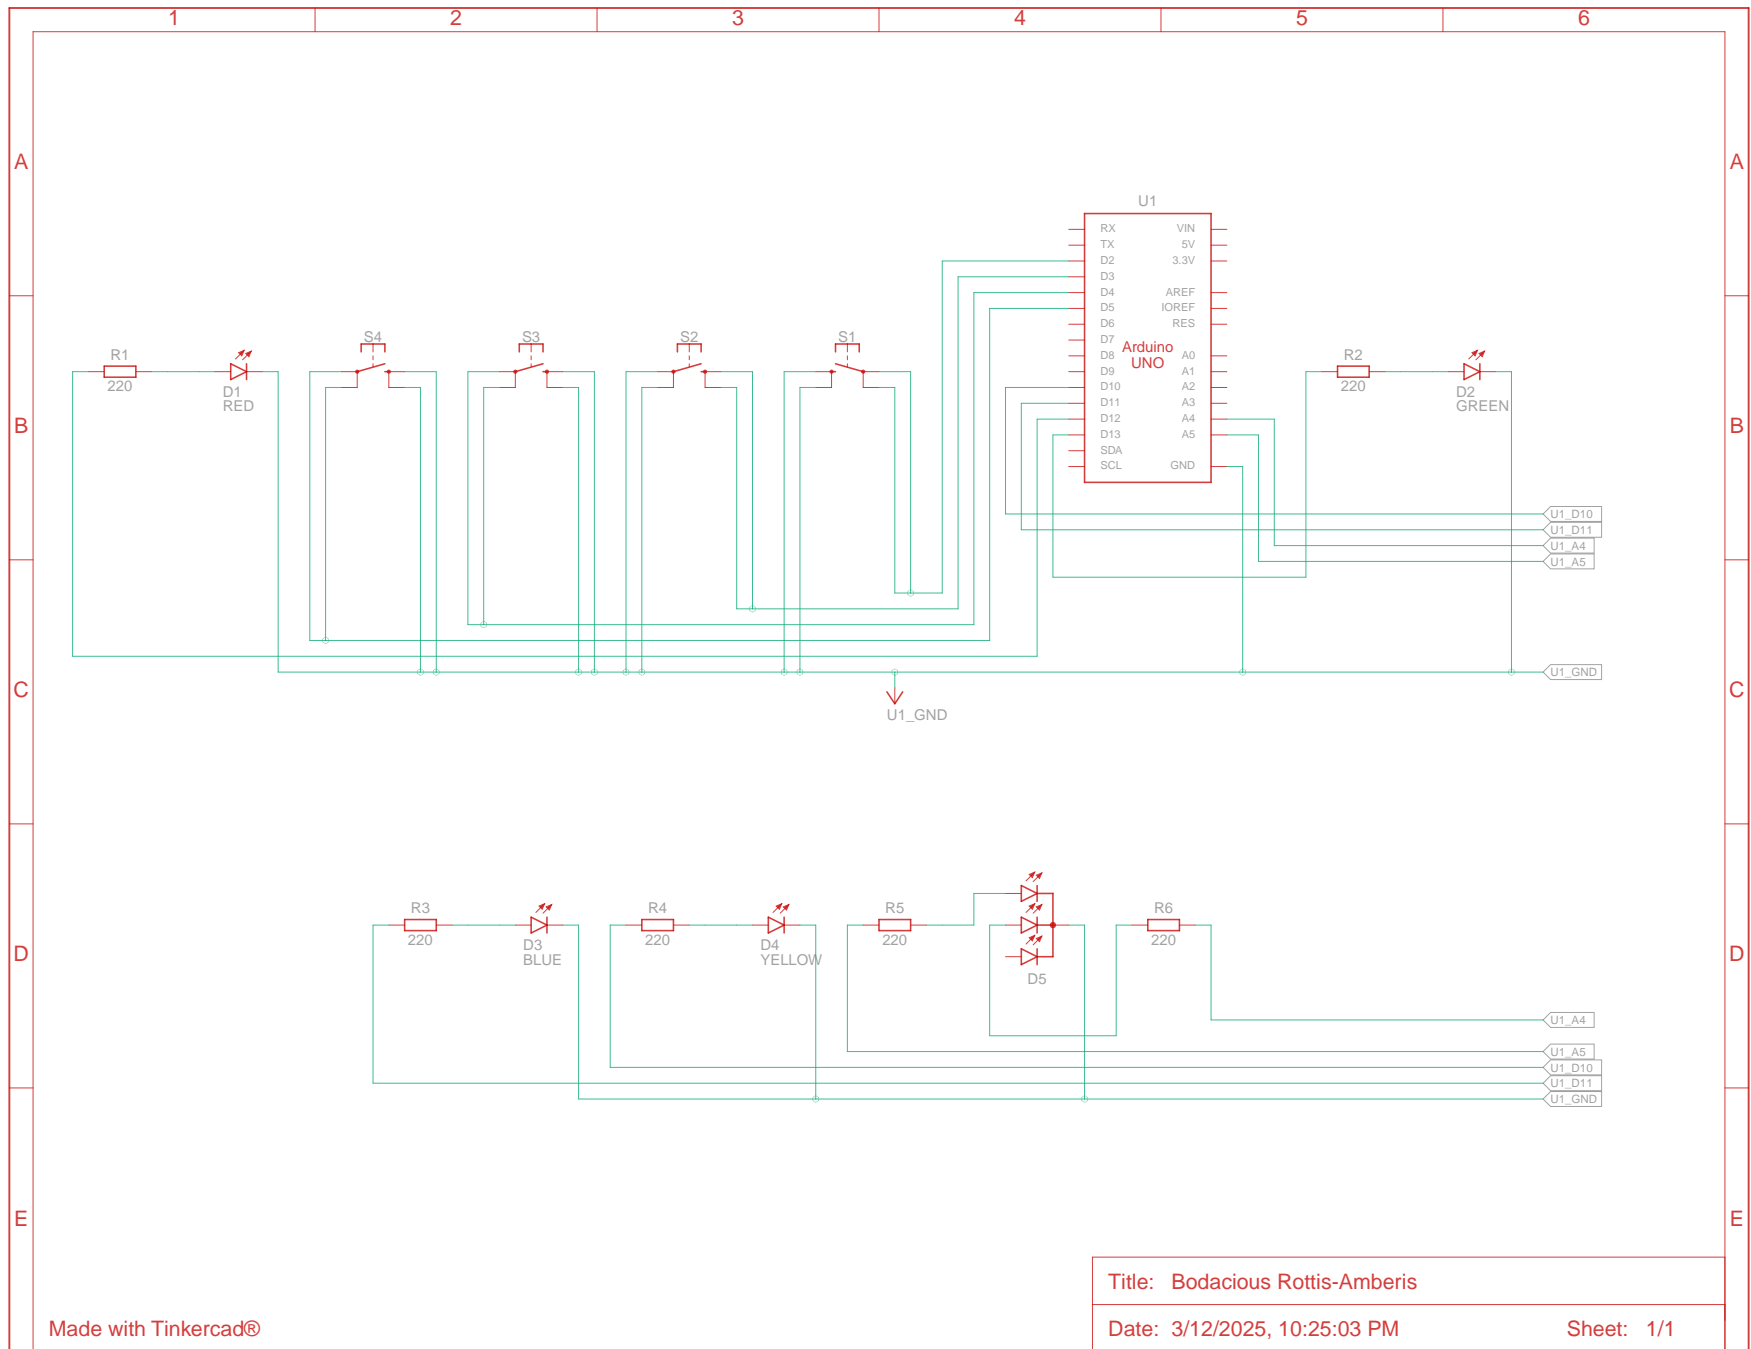 1 2 3 4 5 6
A A
U1
RX VIN
TX 5V
D2 3.3V
D3
D4 AREF
D5 IOREF
D6 RES
D7
Arduino
UNO
D8 A0
D9 A1
D10 A2
D11 A3
D12 A4
D13 A5
SDA
SCL GND
S4 S3 S2 S1
R1 R2
220 220
D1 D2
RED GREEN
B B
U1_D10
U1_D11
U1_A4
U1_A5
U1_GND
C C
U1_GND
R3 R4 R5 R6
220 220 220 220
D3 D4
BLUE YELLOW
D5
D D
U1_A4
U1_A5
U1_D10
U1_D11
U1_GND
E E
Title: Bodacious Rottis-Amberis
Made with Tinkercad®
Date: 3/12/2025, 10:25:03 PM Sheet: 1/1